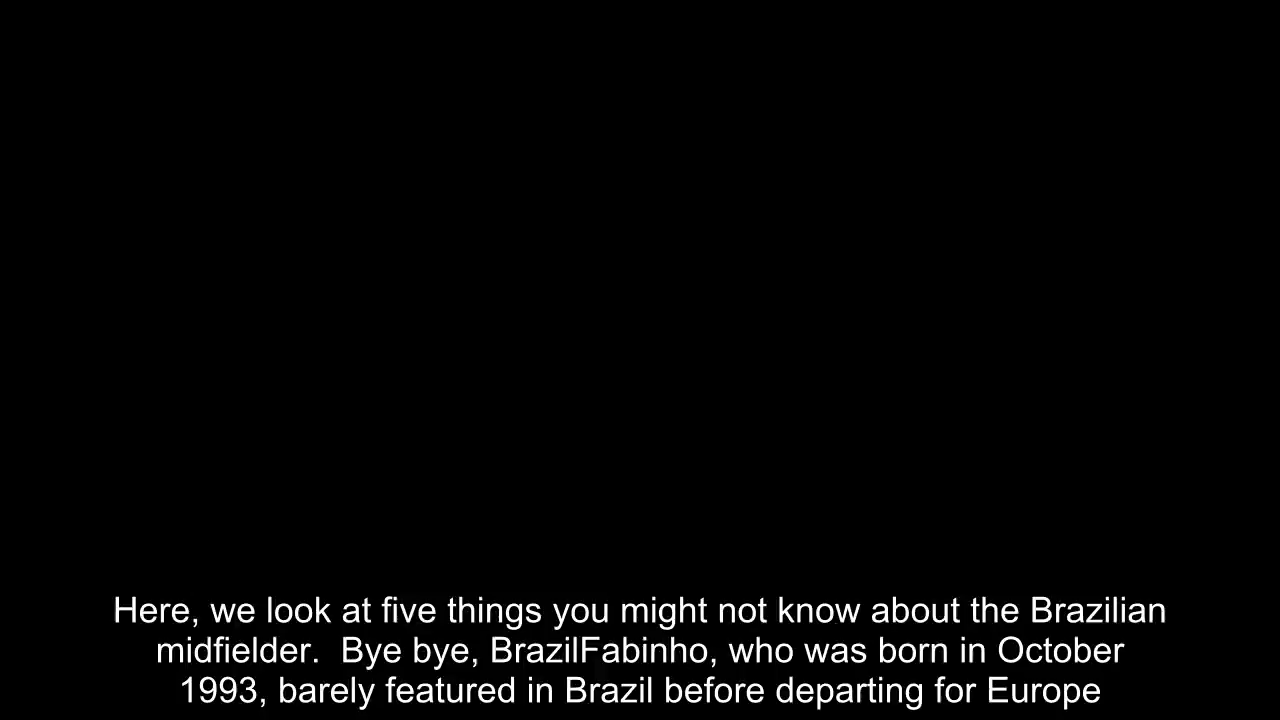 Here, we look at five things you might not know about the Brazilian
midfielder.  Bye bye, BrazilFabinho, who was born in October
1993, barely featured in Brazil before departing for Europe